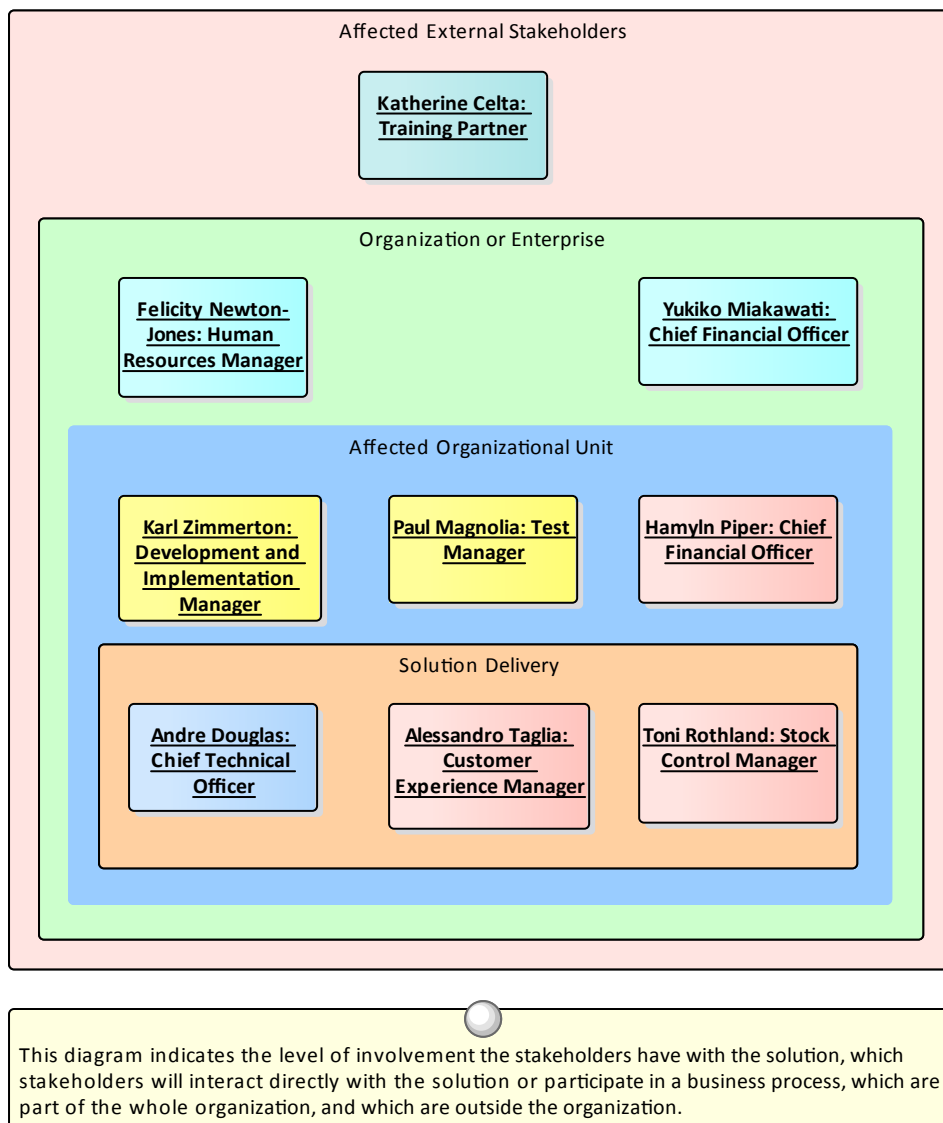 Affected External Stakeholders
Katherine Celta:
Training Partner
Organization or Enterprise
Felicity Newton-
Jones: Human
Resources Manager
Yukiko Miakawati:
Chief Financial Officer
Affected Organizational Unit
Karl Zimmerton:
Development and
Implementation
Manager
Paul Magnolia: Test
Manager
Hamyln Piper: Chief
Financial Officer
Solution Delivery
Andre Douglas:
Chief Technical
Officer
Alessandro Taglia:
Customer
Experience Manager
Toni Rothland: Stock
Control Manager
This diagram indicates the level of involvement the stakeholders have with the solution, which
stakeholders will interact directly with the solution or participate in a business process, which are
part of the whole organization, and which are outside the organization.